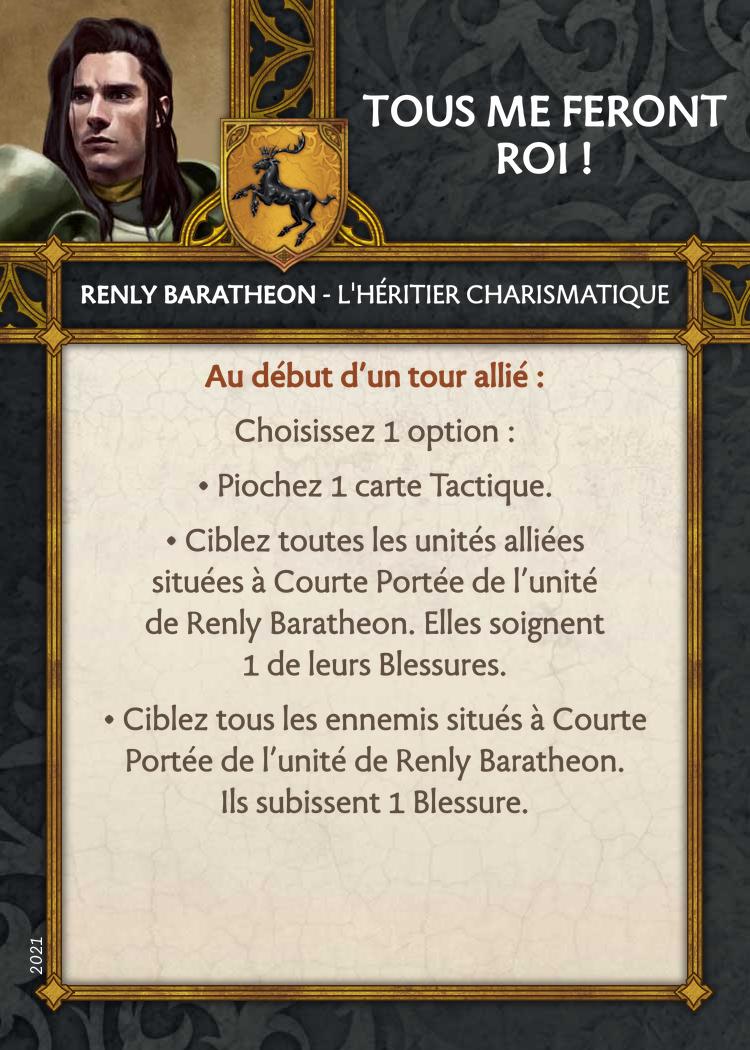 TOUS ME FERONT
ROI !
RENLY BARATHEON - L'HÉRITIER CHARISMATIQUE
Au début d'un tour allié :
Choisissez 1 option :
• Piochez 1 carte Tactique.
• Ciblez toutes les unités alliées
situées à Courte Portée de l'unité
de Renly Baratheon. Elles soignent
1 de leurs Blessures.
• Ciblez tous les ennemis situés à Courte
Portée de l'unité de Renly Baratheon.
Ils subissent 1 Blessure.
2021